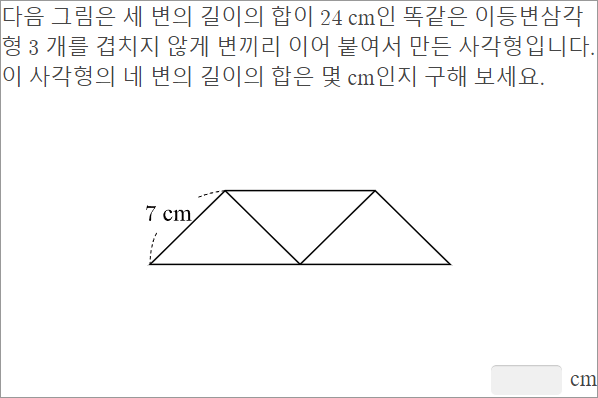 다음 그림은 세 변의 길이의 합이 24 cm인 똑같은 이등변삼각
형 3 개를 겹치지 않게 변끼리 이어 붙여서 만든 사각형입니다.
이 사각형의 네 변의 길이의 합은 몇 cm인지 구해 보세요.
7 cm
cm